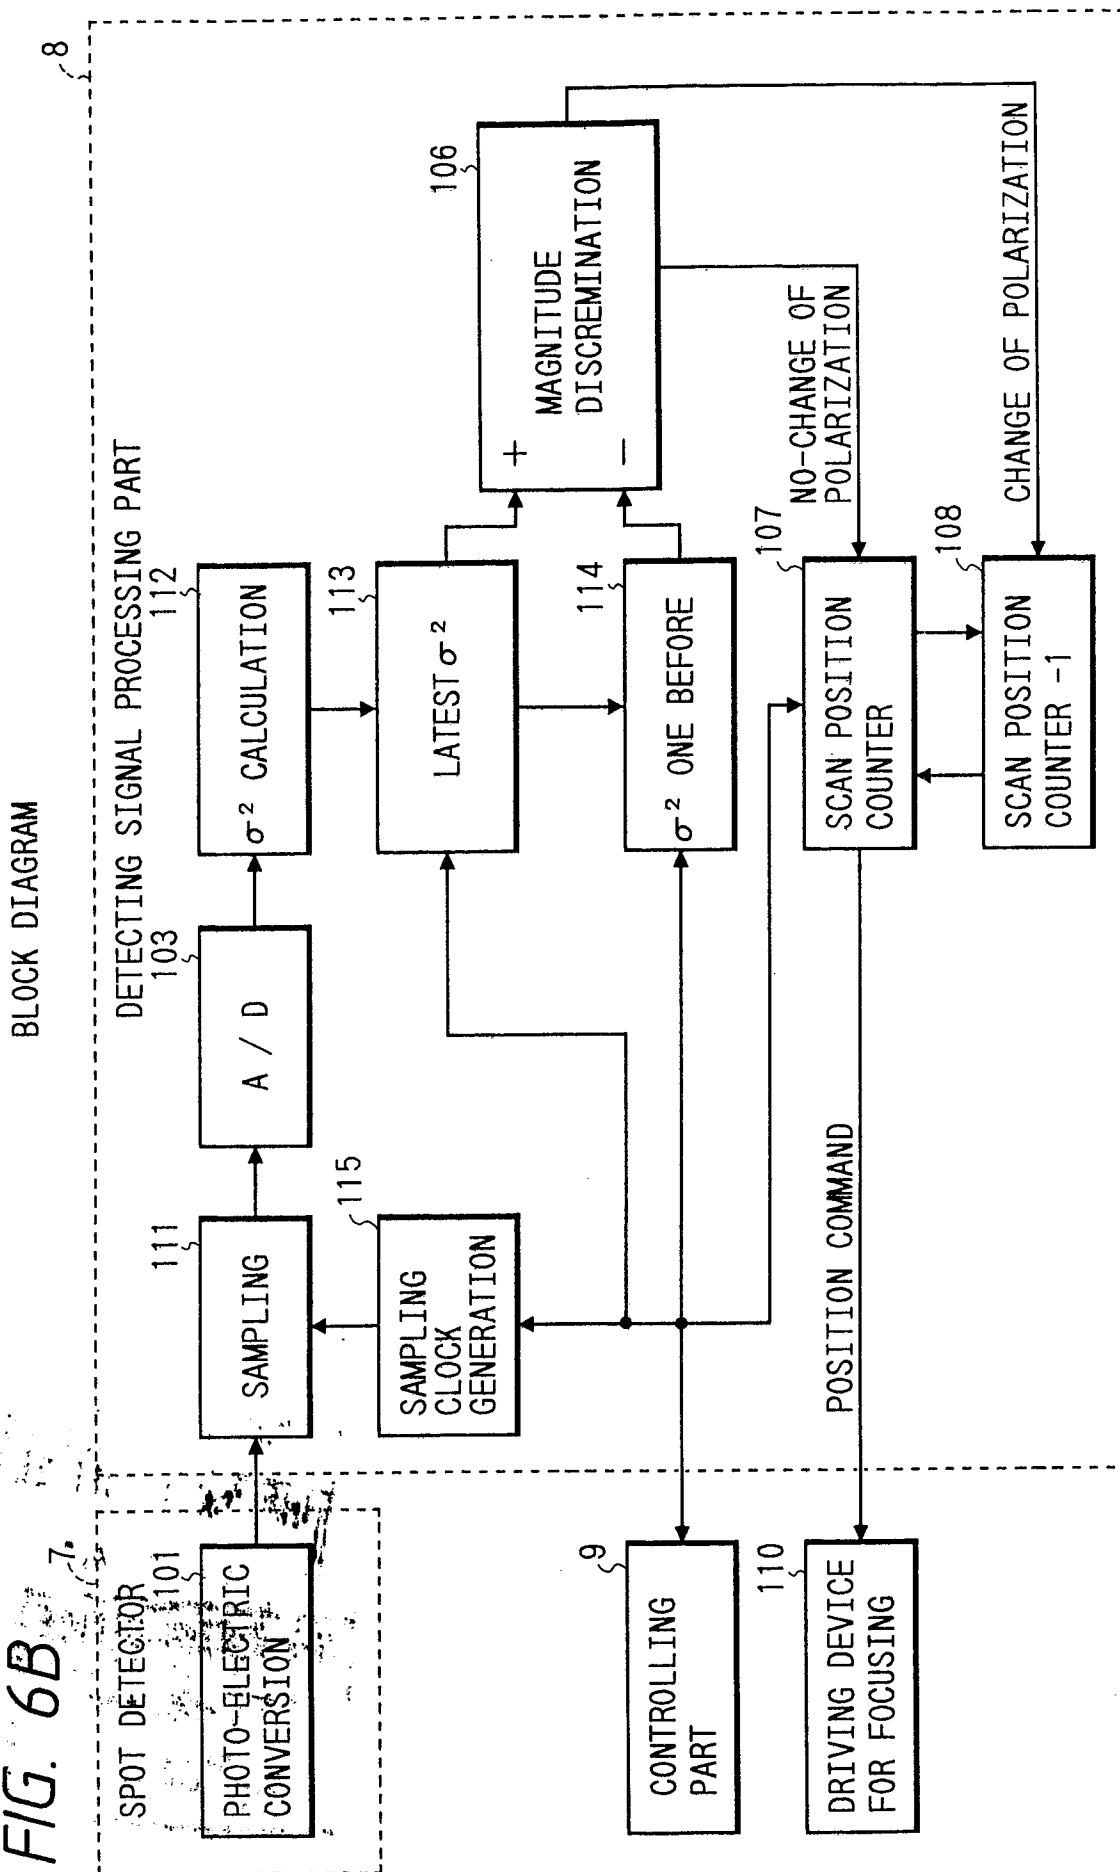 FIG. 6B
BLOCK DIAGRAM
7
SPOT DETECTOR
101
PHOTO-ELECTRIC
CONVERSION
8
DETECTING SIGNAL PROCESSING PART
111
SAMPLING
103
A / D
112
σ² CALCULATION
115
SAMPLING
CLOCK
GENERATION
113
LATEST σ²
114
σ² ONE BEFORE
106
+
−
MAGNITUDE
DISCREMINATION
NO-CHANGE OF
POLARIZATION
CHANGE OF POLARIZATION
107
SCAN POSITION
COUNTER
108
SCAN POSITION
COUNTER -1
POSITION COMMAND
9
CONTROLLING
PART
110
DRIVING DEVICE
FOR FOCUSING